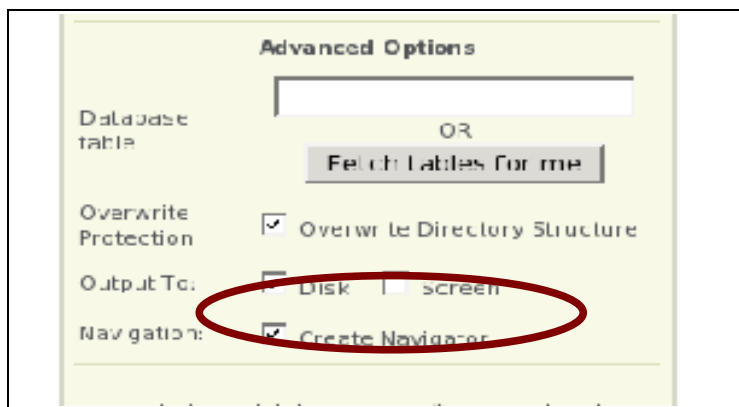 Advanced Options
Database
table
OR
Fetch tables for me
Overwrite
Protection
Overwrite Directory Structure
Output To:
Disk
Screen
Navigation:
Create Navigator